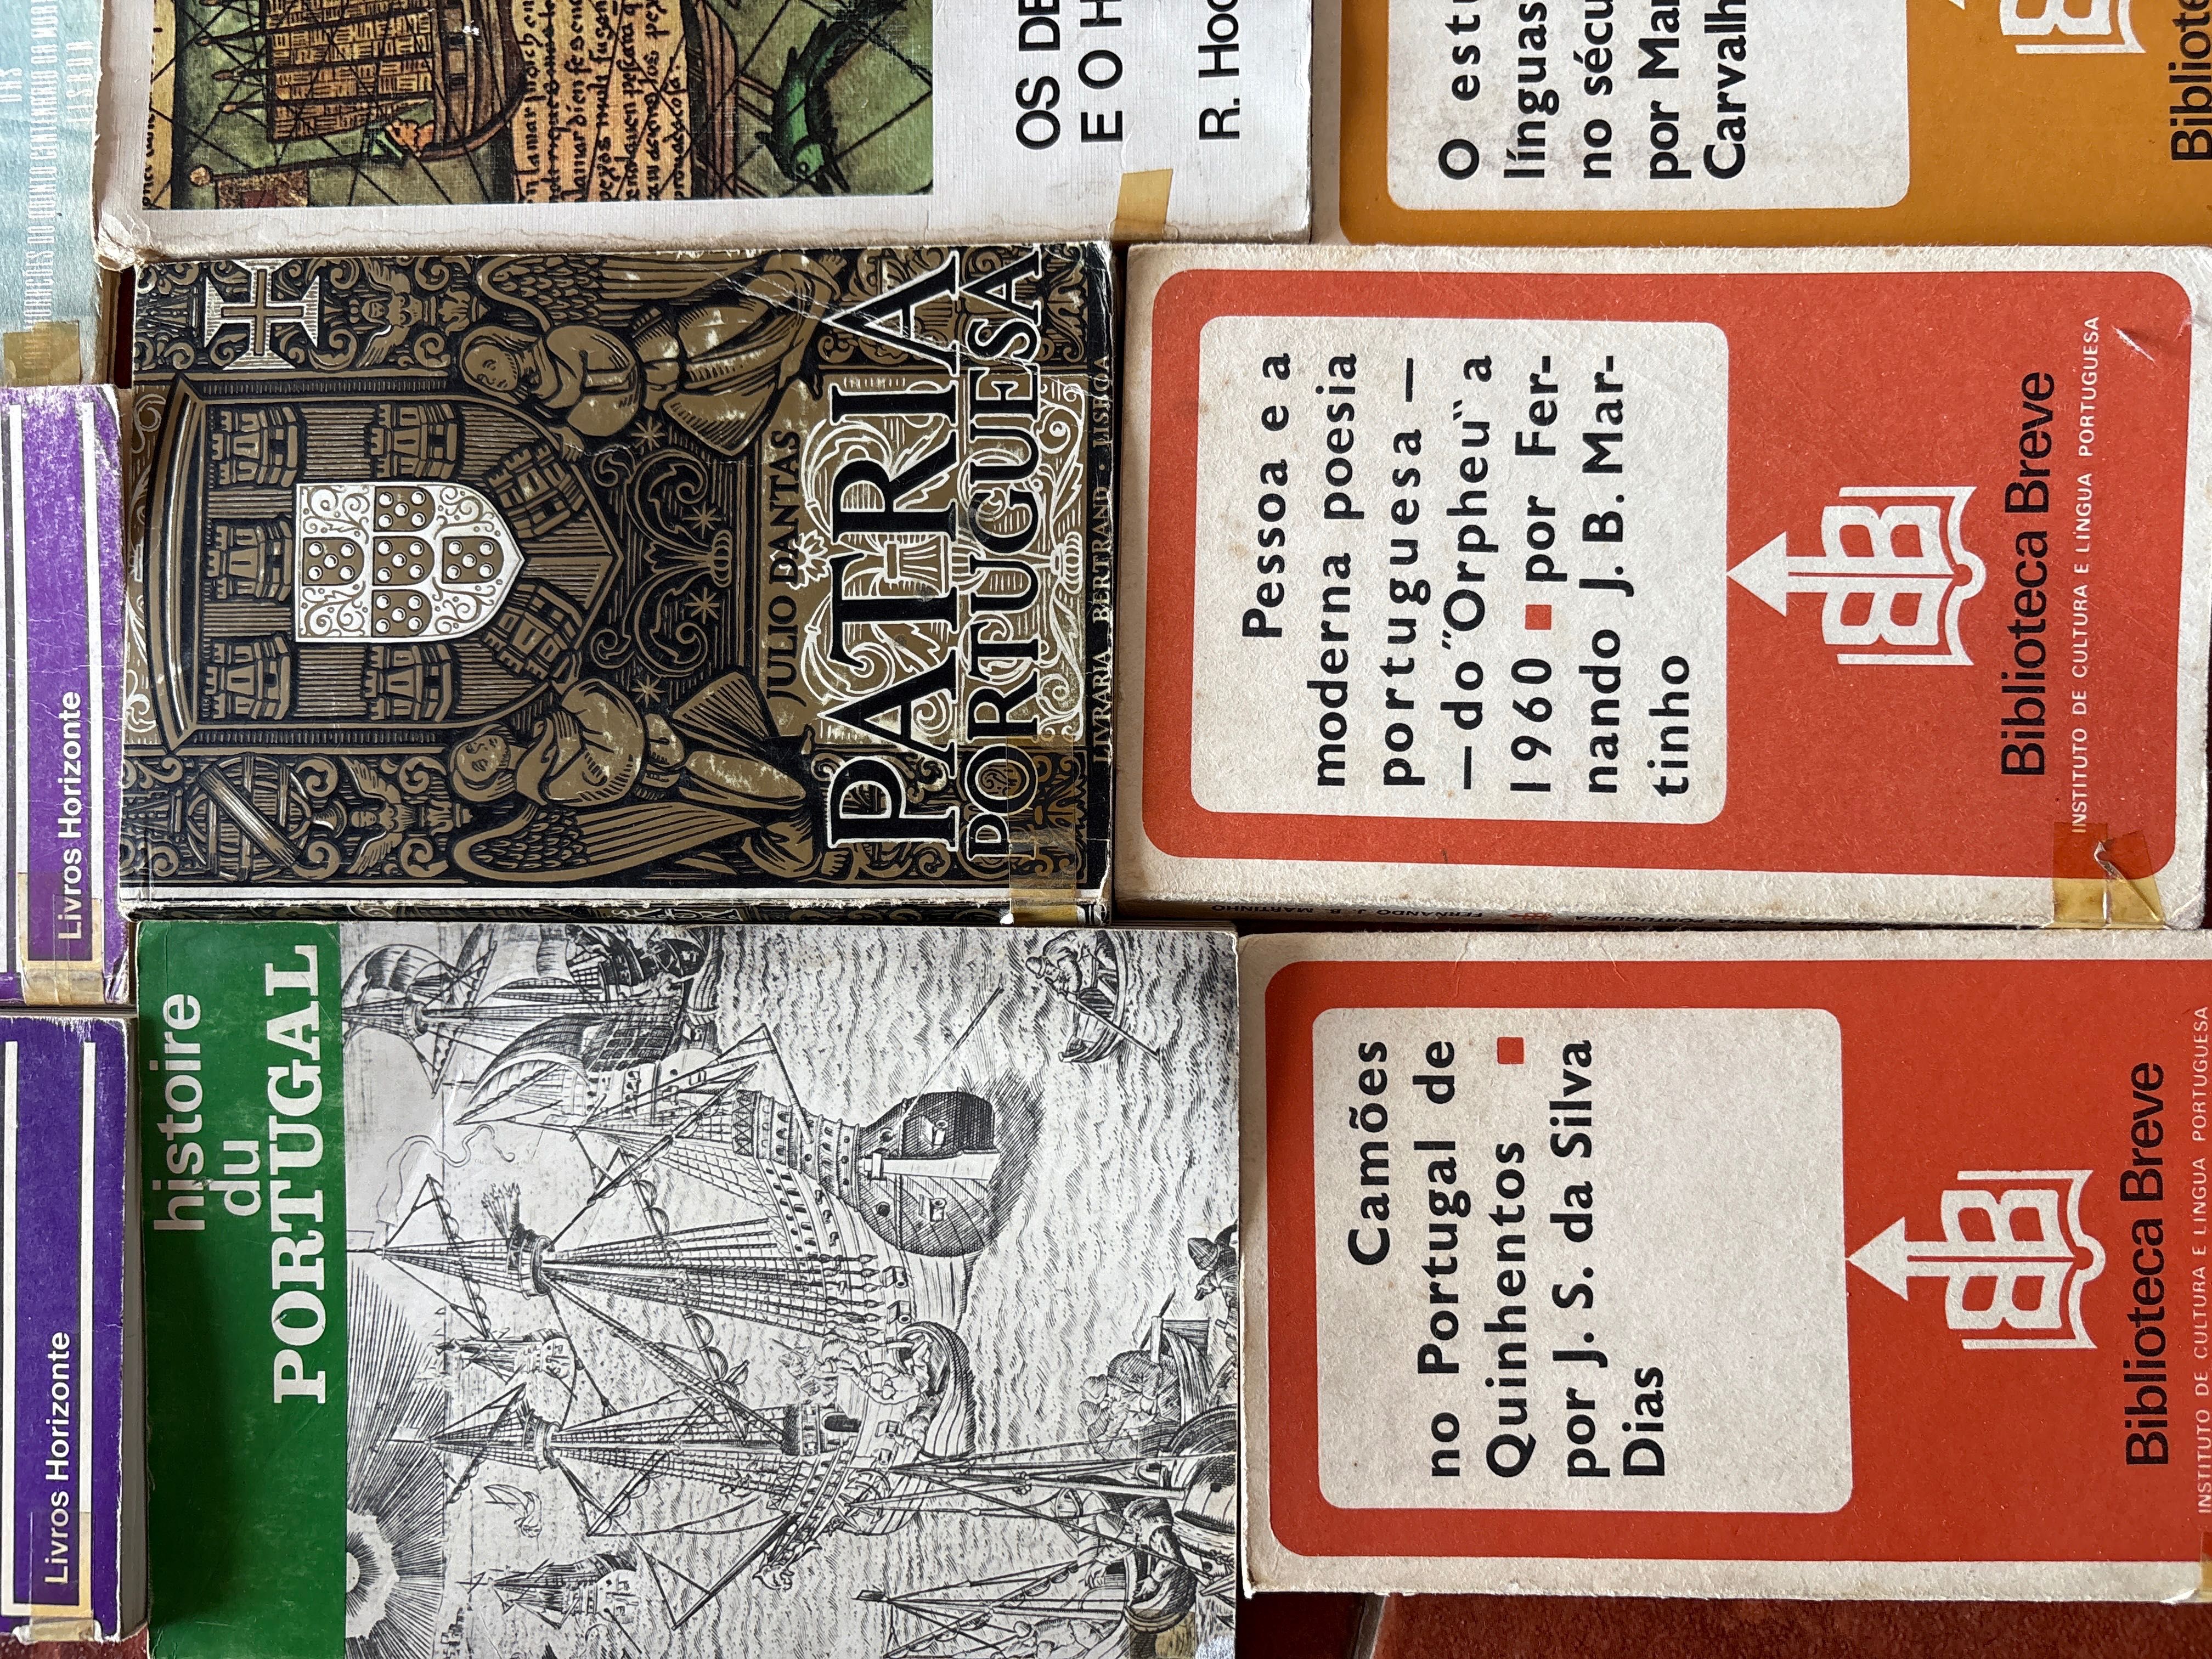 Livros Horizonte
Livros Horizonte
histoire
du
PORTUGAL
JULIO DANTAS
PATRIA
PORTUGUESA
LIVRARIA BERTRAND · LISBOA
OS DE
E O H
R. Hoo
Pessoa e a
moderna poesia
portuguesa —
— do "Orpheu" a
1960 ■ por Fer-
nando J. B. Mar-
tinho
Biblioteca Breve
INSTITUTO DE CULTURA E LÍNGUA PORTUGUESA
FERNANDO J. B. MARTINHO
Camões
no Portugal de
Quinhentos ■
por J. S. da Silva
Dias
Biblioteca Breve
INSTITUTO DE CULTURA E LÍNGUA PORTUGUESA
O estu
línguas
no sécu
por Mar
Carvalh
Bibliote